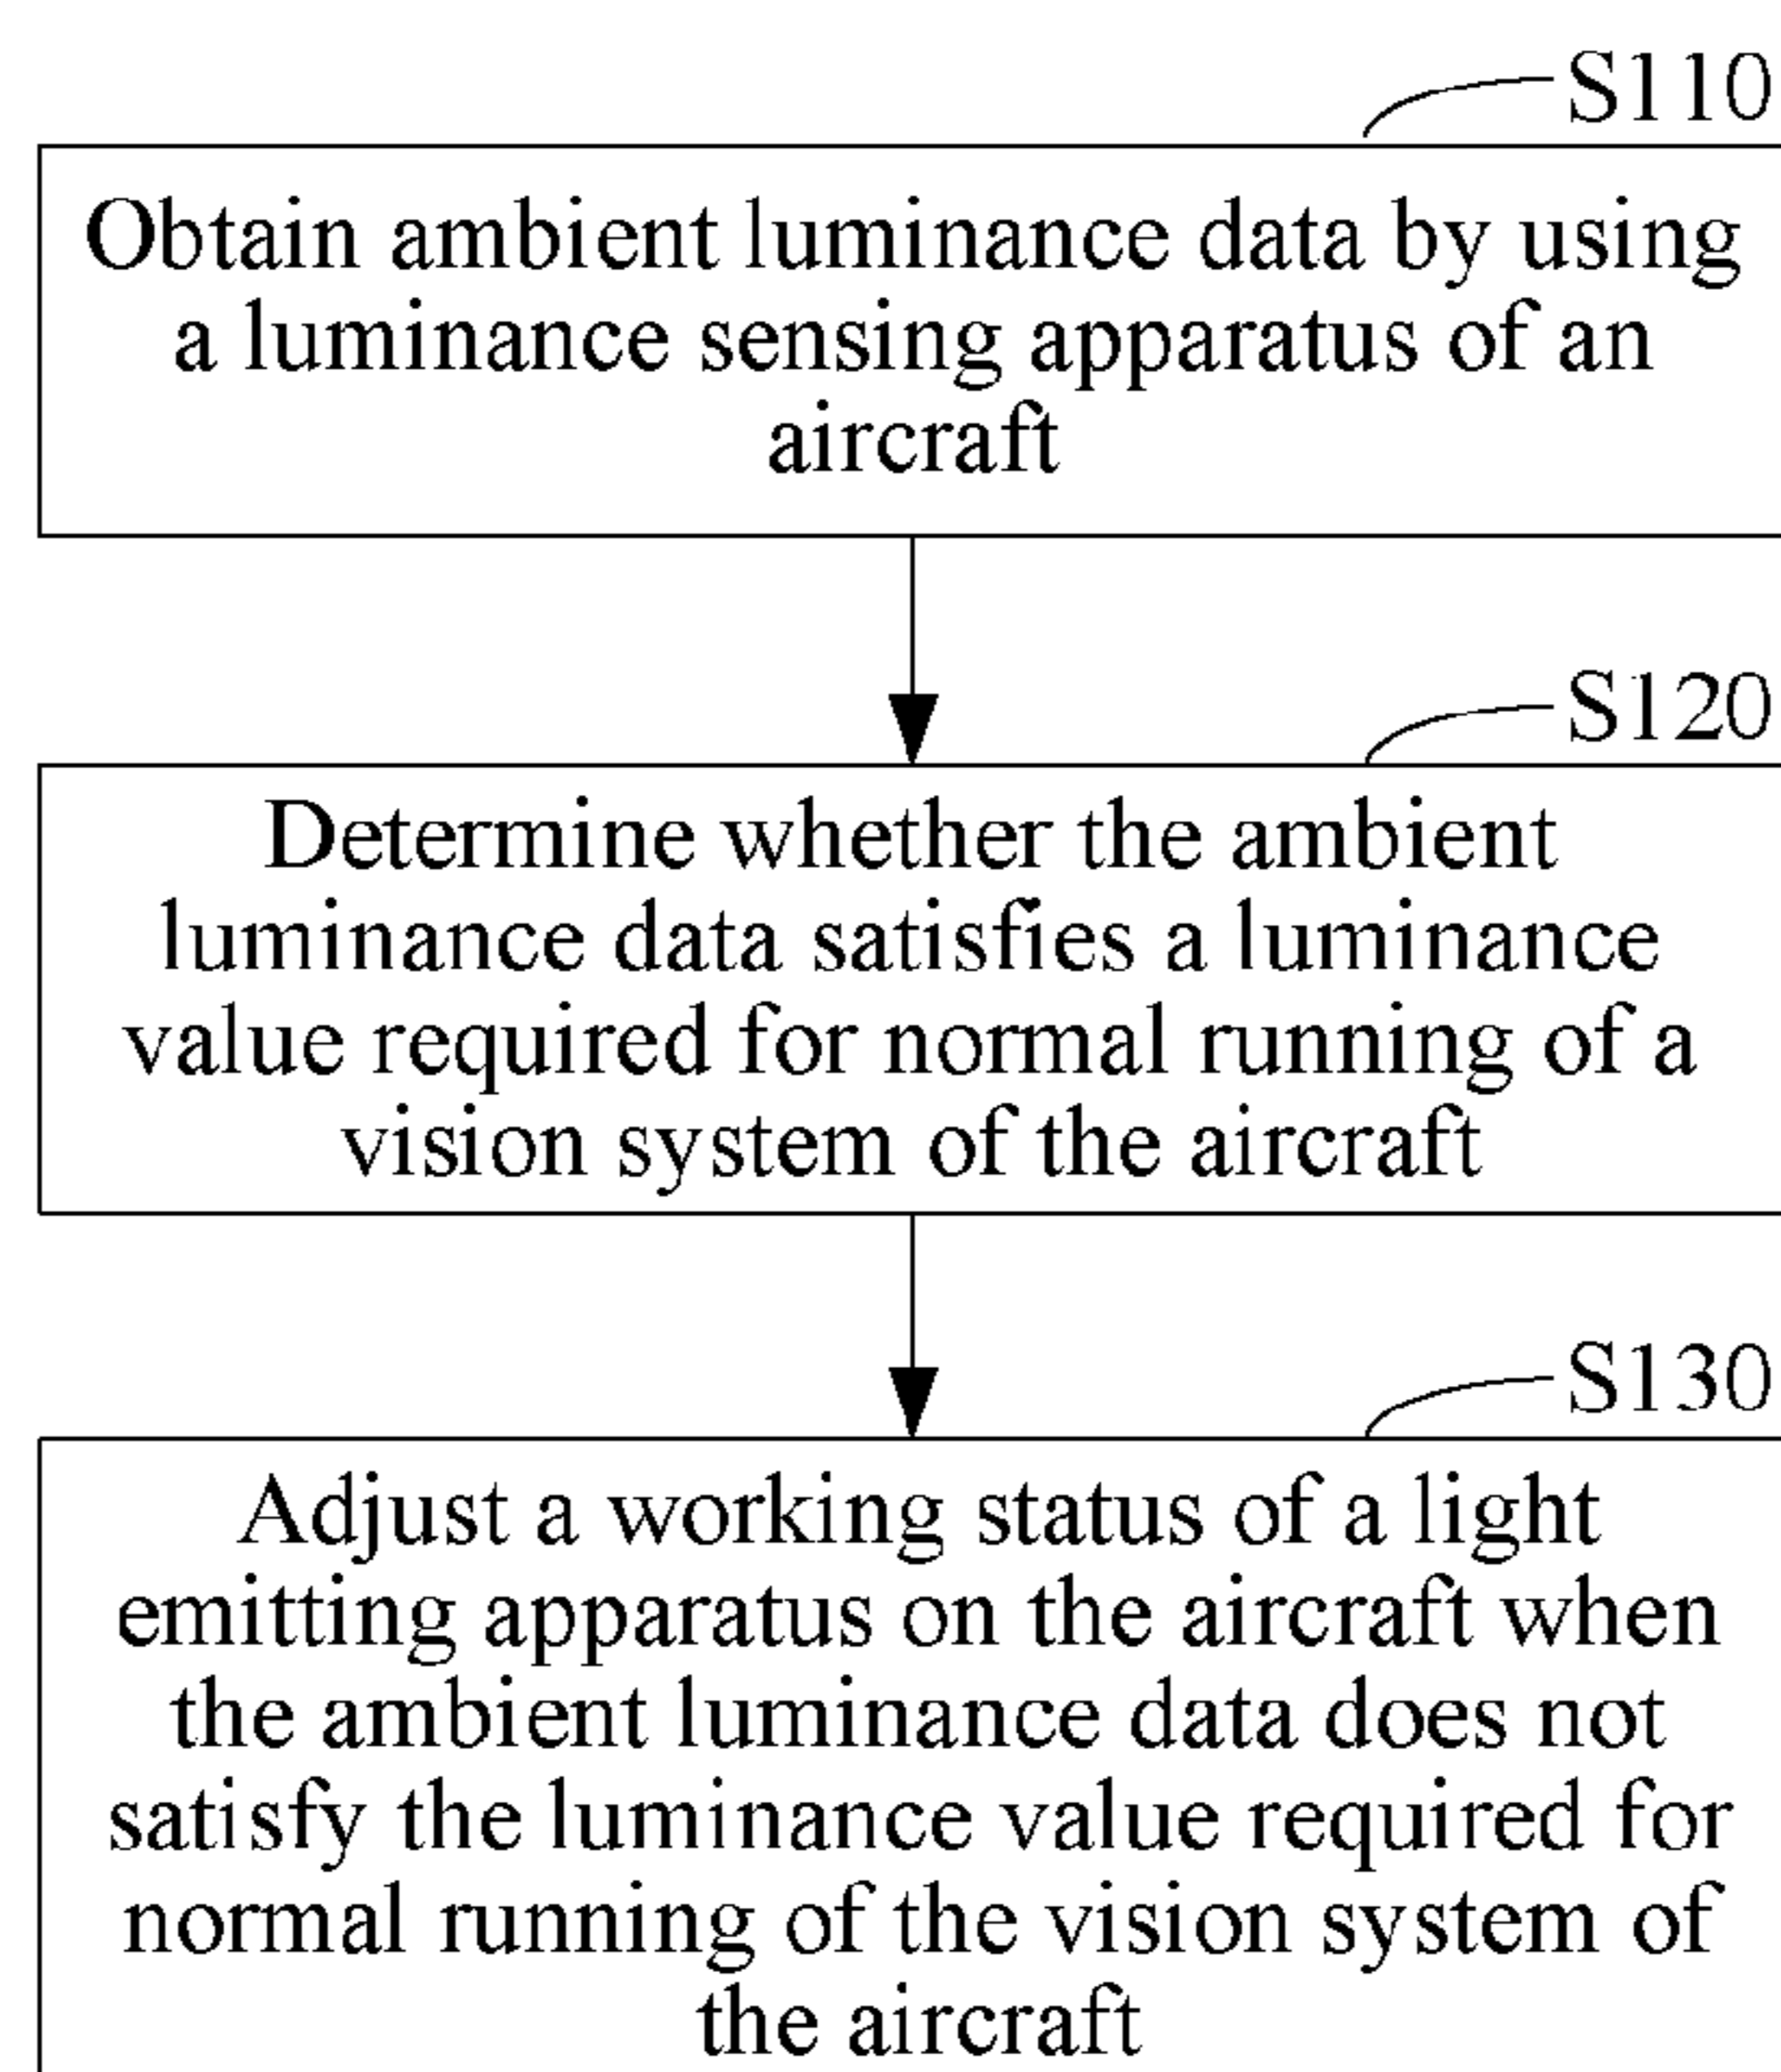 S110
Obtain ambient luminance data by using
a luminance sensing apparatus of an
aircraft
S120
Determine whether the ambient
luminance data satisfies a luminance
value required for normal running of a
vision system of the aircraft
S130
Adjust a working status of a light
emitting apparatus on the aircraft when
the ambient luminance data does not
satisfy the luminance value required for
normal running of the vision system of
the aircraft